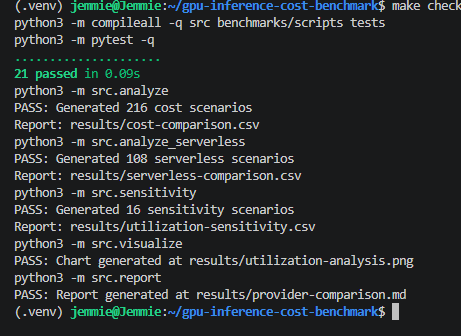 (.venv) jemmie@Jemmie:~/gpu-inference-cost-benchmark$ make check
python3 -m compileall -q src benchmarks/scripts tests
python3 -m pytest -q
.....................
21 passed in 0.09s
python3 -m src.analyze
PASS: Generated 216 cost scenarios
Report: results/cost-comparison.csv
python3 -m src.analyze_serverless
PASS: Generated 108 serverless scenarios
Report: results/serverless-comparison.csv
python3 -m src.sensitivity
PASS: Generated 16 sensitivity scenarios
Report: results/utilization-sensitivity.csv
python3 -m src.visualize
PASS: Chart generated at results/utilization-analysis.png
python3 -m src.report
PASS: Report generated at results/provider-comparison.md
(.venv) jemmie@Jemmie:~/gpu-inference-cost-benchmark$